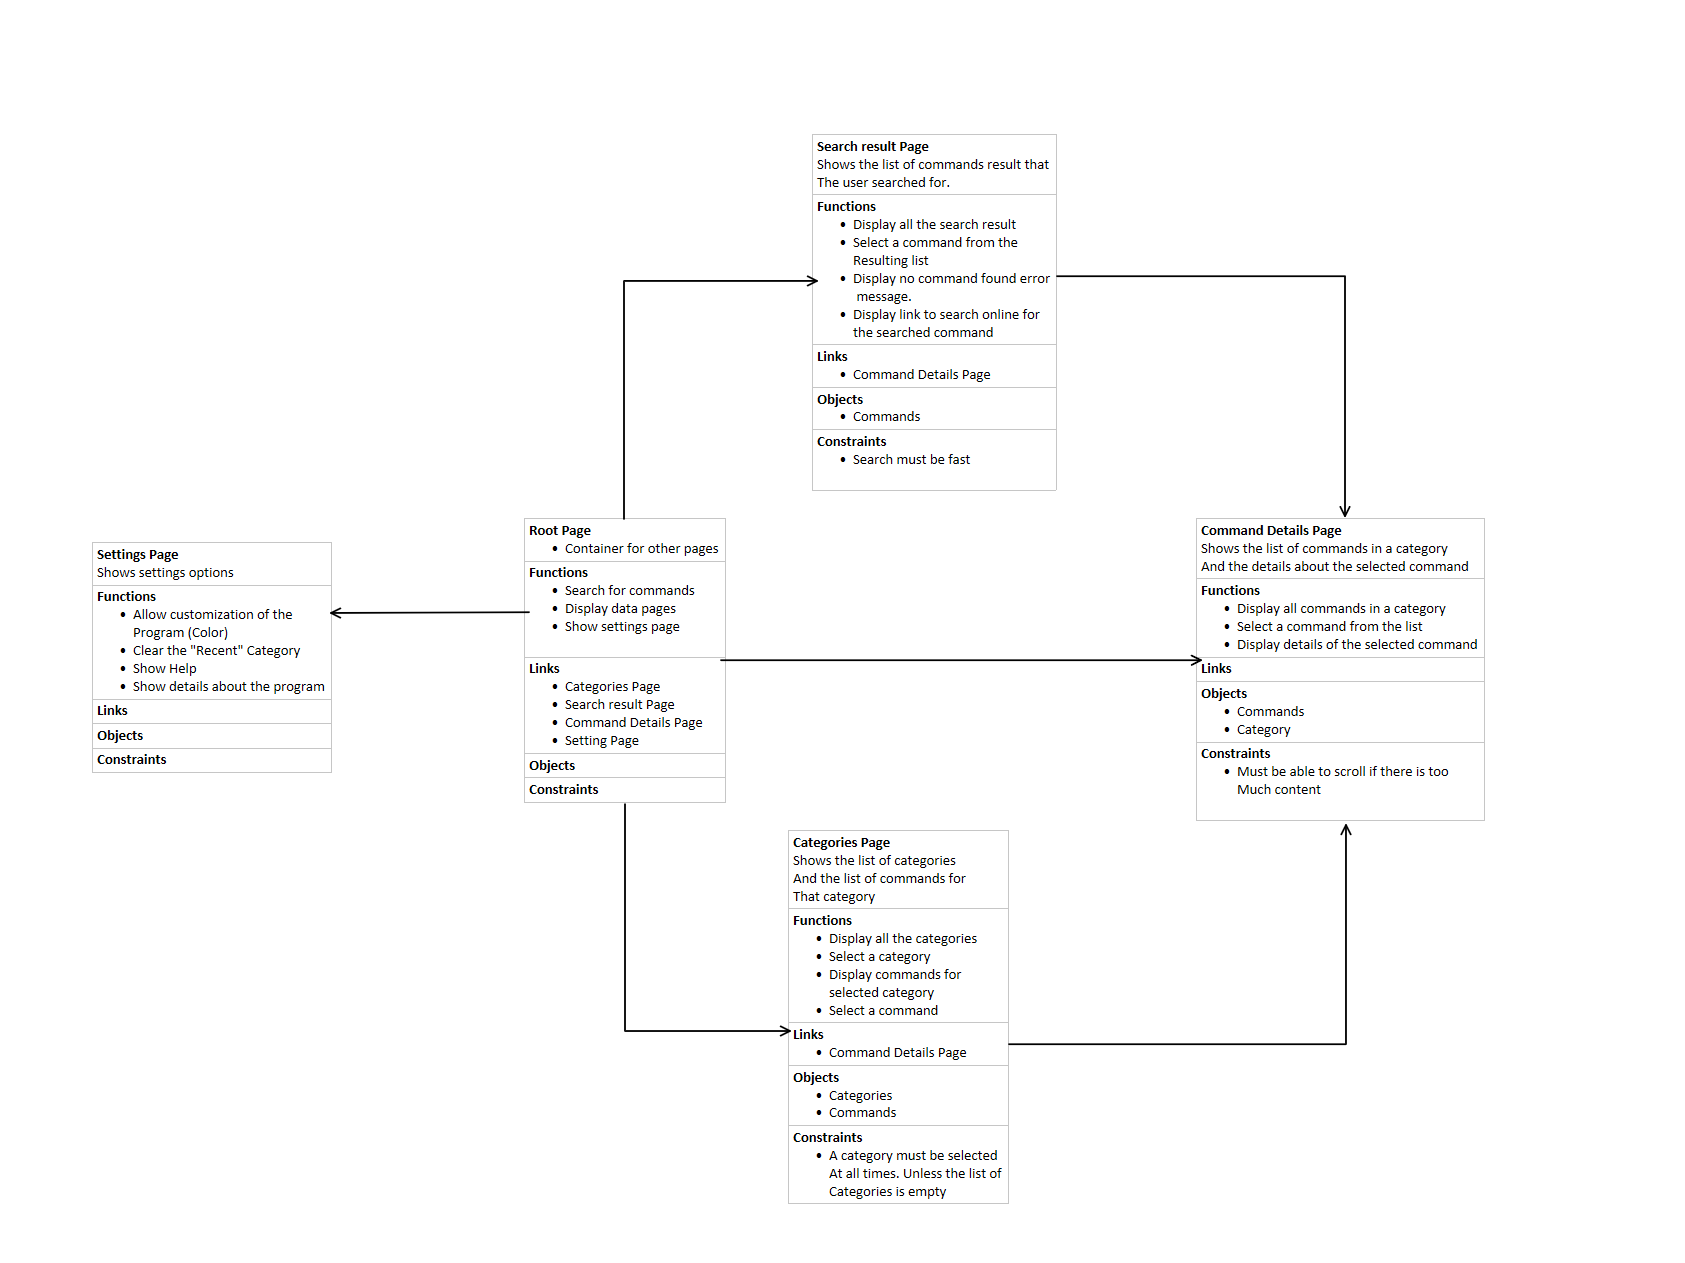 Search result Page
Shows the list of commands result that
The user searched for.
Functions
• Display all the search result
• Select a command from the
Resulting list
• Display no command found error
message.
• Display link to search online for
the searched command
Links
• Command Details Page
Objects
• Commands
Constraints
• Search must be fast
Settings Page
Shows settings options
Functions
• Allow customization of the
Program (Color)
• Clear the "Recent" Category
• Show Help
• Show details about the program
Links
Objects
Constraints
Root Page
• Container for other pages
Functions
• Search for commands
• Display data pages
• Show settings page
Links
• Categories Page
• Search result Page
• Command Details Page
• Setting Page
Objects
Constraints
Command Details Page
Shows the list of commands in a category
And the details about the selected command
Functions
• Display all commands in a category
• Select a command from the list
• Display details of the selected command
Links
Objects
• Commands
• Category
Constraints
• Must be able to scroll if there is too
Much content
Categories Page
Shows the list of categories
And the list of commands for
That category
Functions
• Display all the categories
• Select a category
• Display commands for
selected category
• Select a command
Links
• Command Details Page
Objects
• Categories
• Commands
Constraints
• A category must be selected
At all times. Unless the list of
Categories is empty